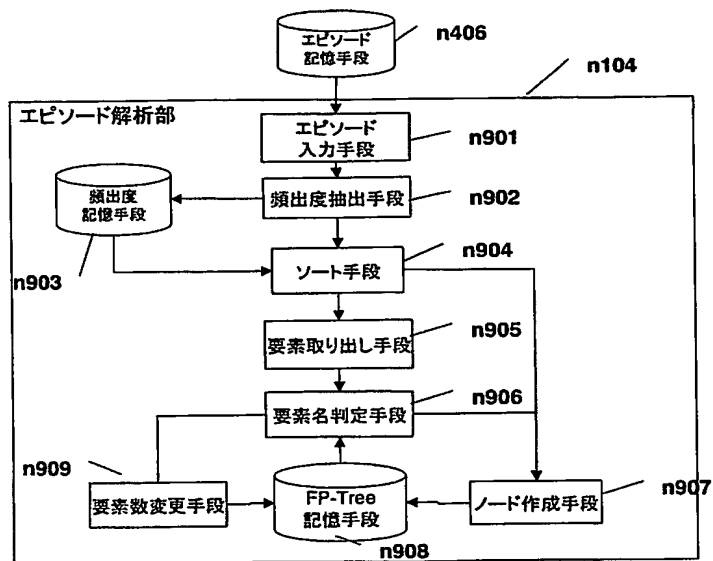 エピソード
記憶手段
n406
n104
エピソード解析部
エピソード
入力手段
n901
頻出度
記憶手段
頻出度抽出手段
n902
n903
ソート手段
n904
要素取り出し手段
n905
要素名判定手段
n906
n909
要素数変更手段
FP-Tree
記憶手段
n908
ノード作成手段
n907